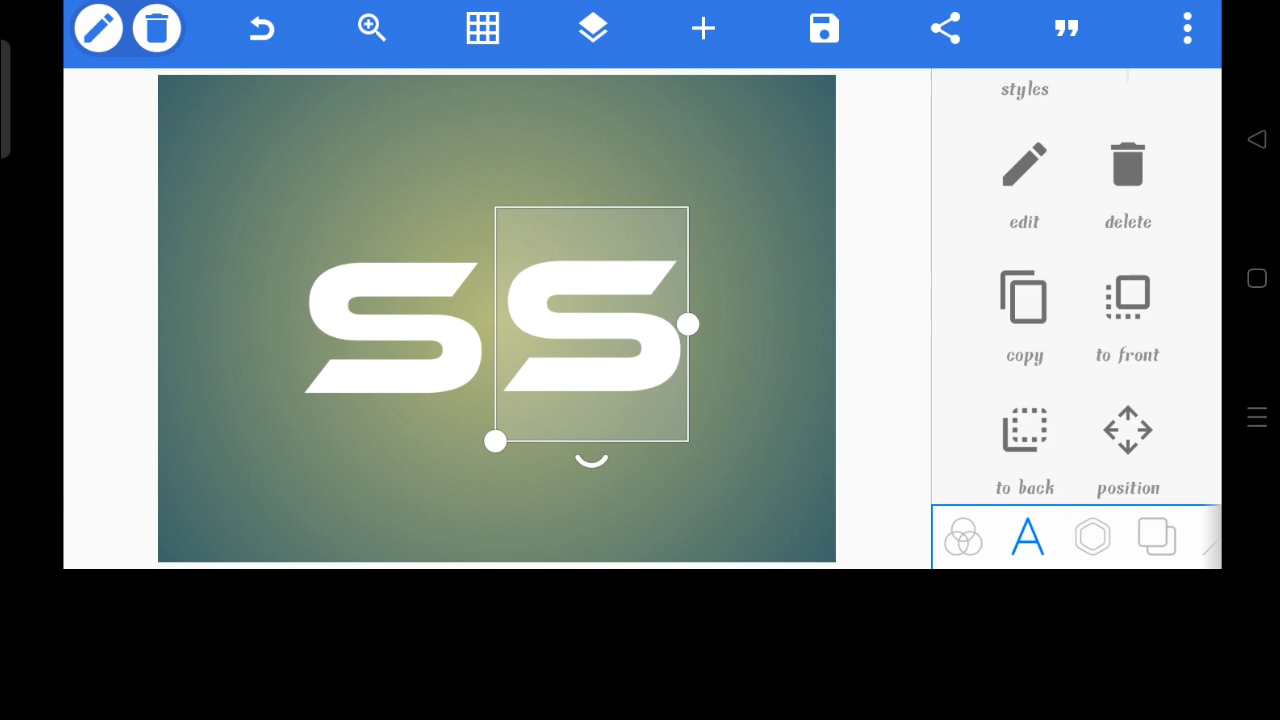 styles
SS
edit delete
copy to front
to back position